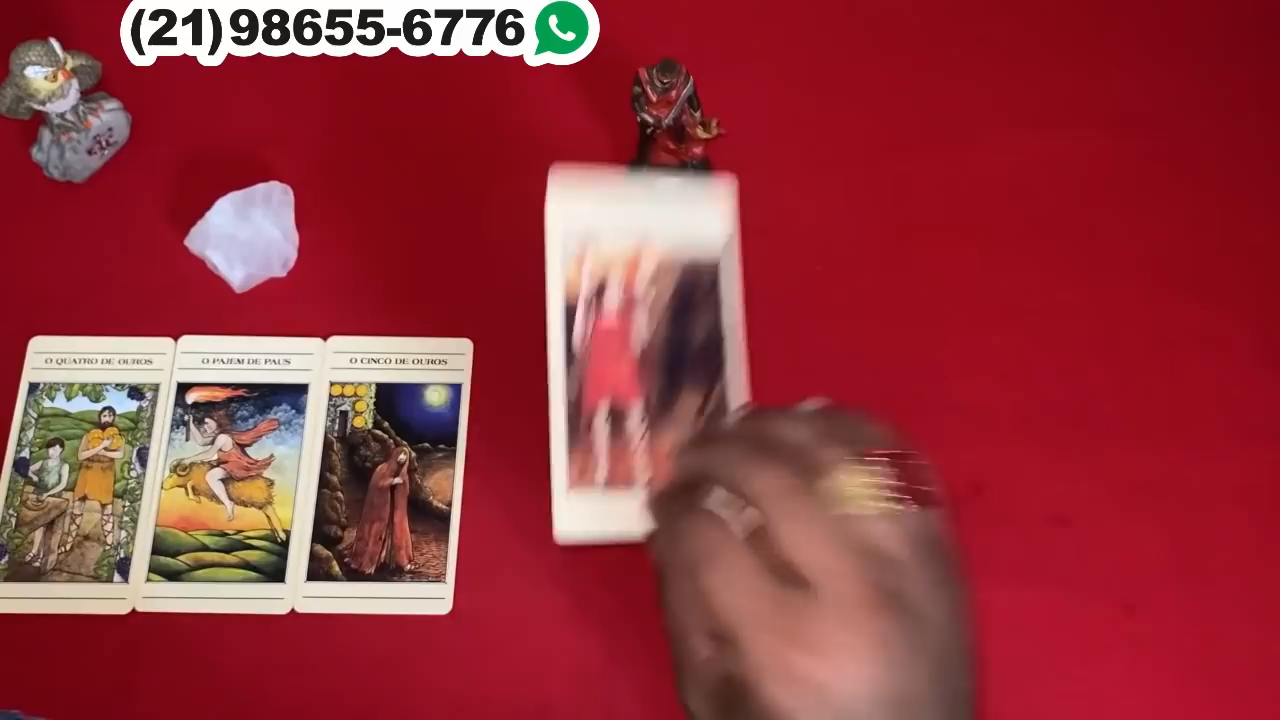 (21)98655-6776
O QUATRO DE OUROS
O PAJEM DE PAUS
O CINCO DE OUROS